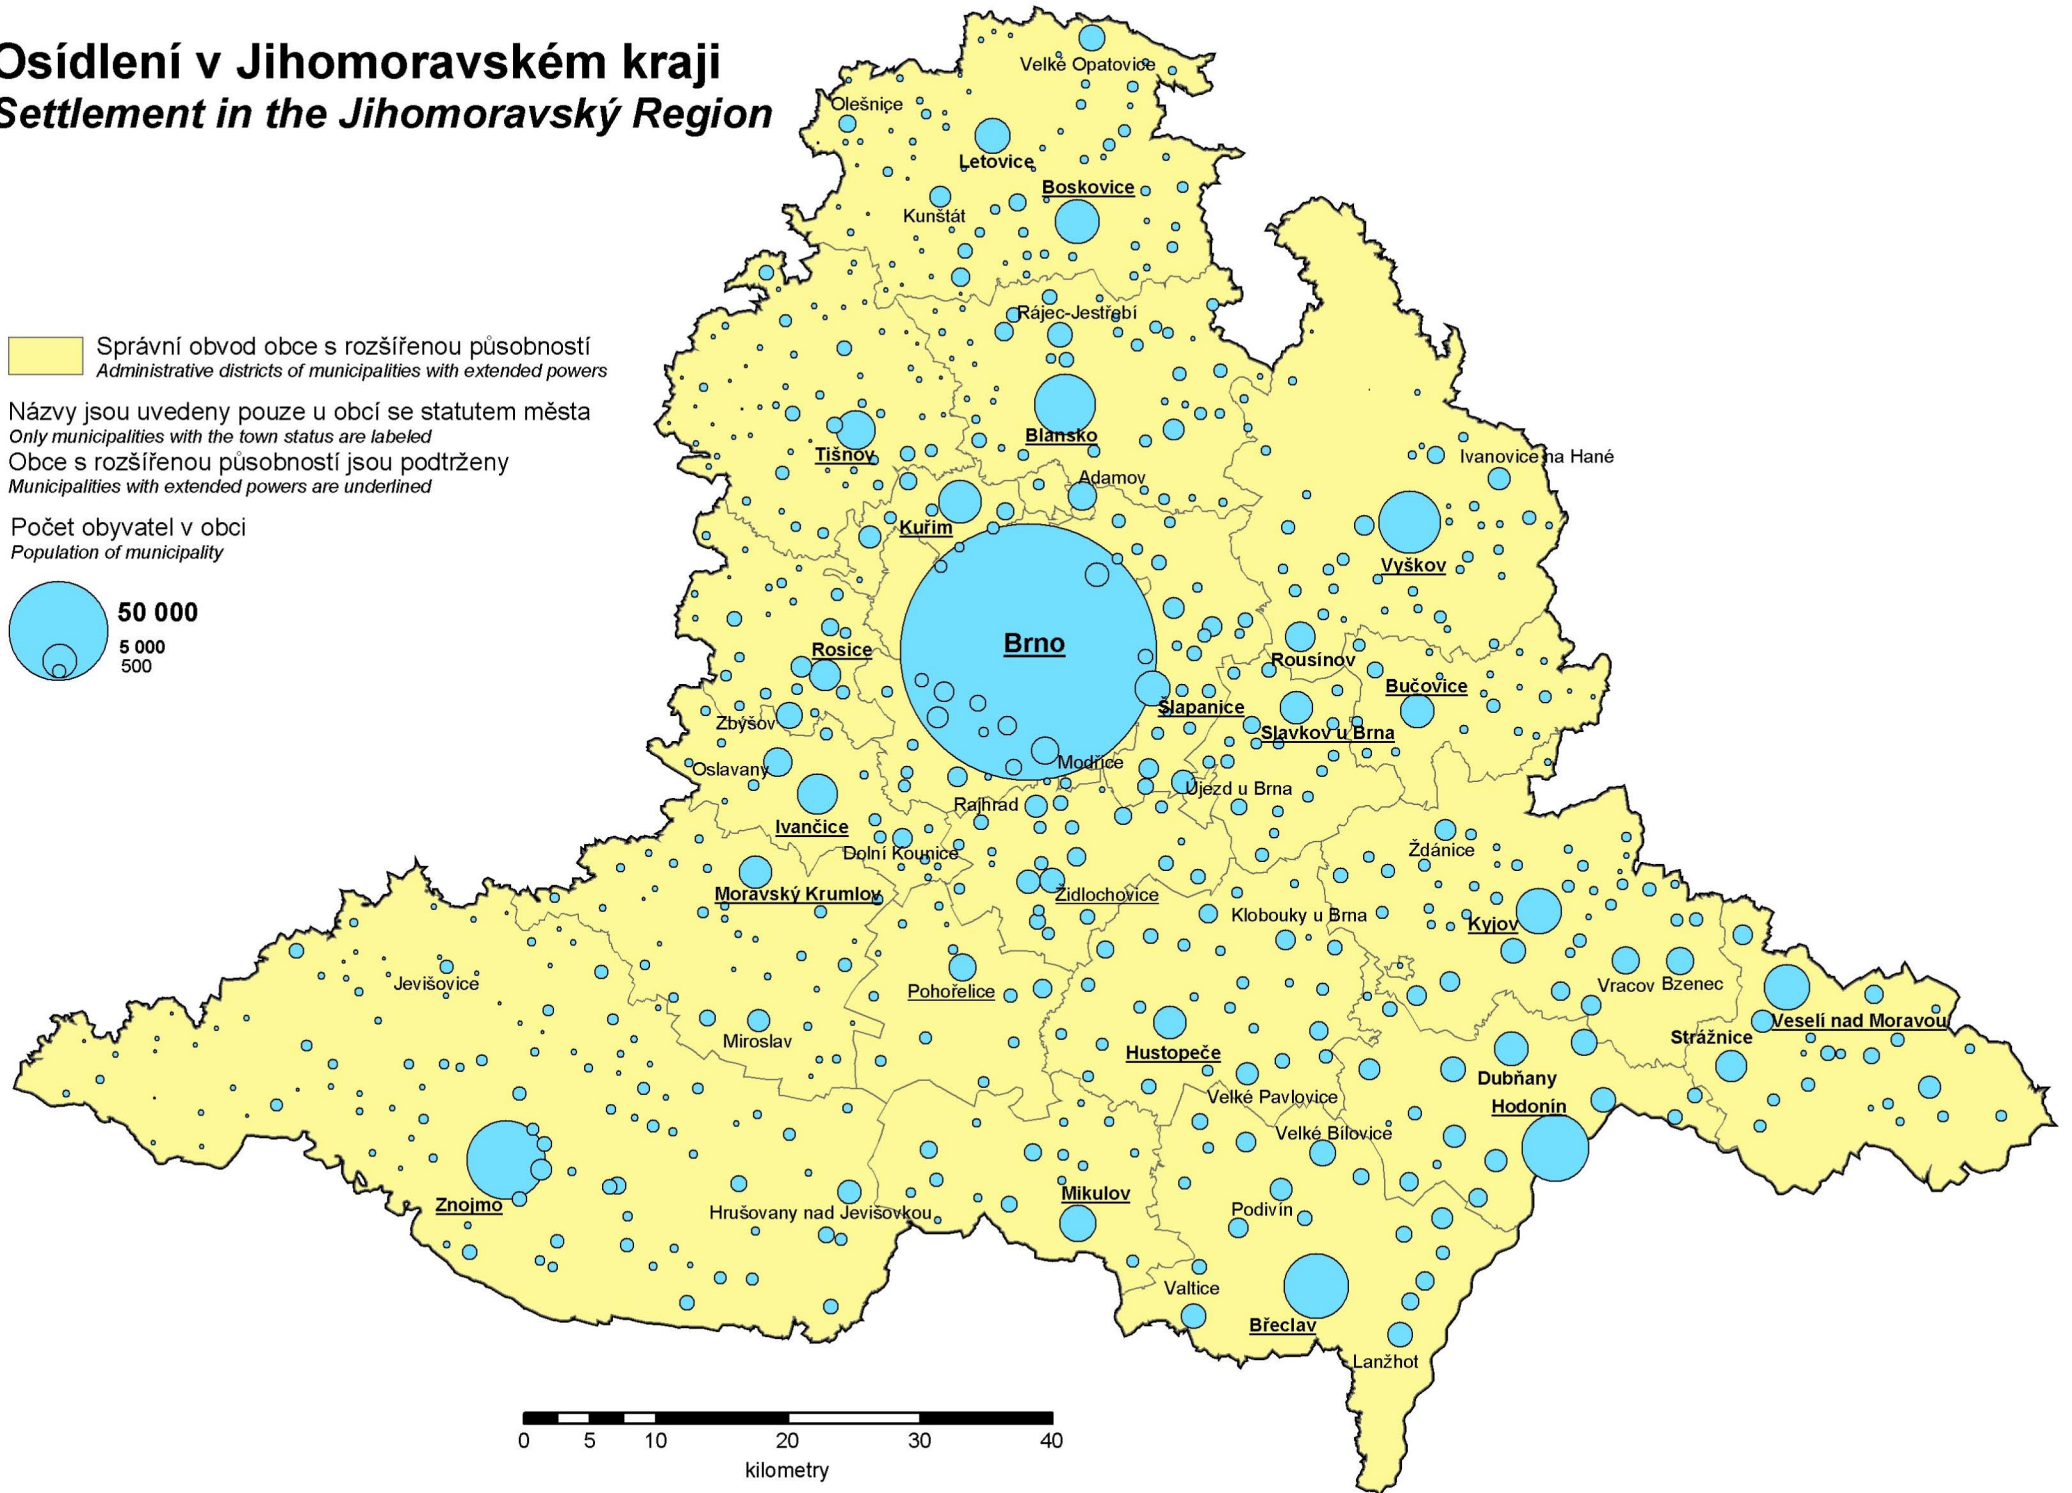 Osídlení v Jihomoravském kraji
Settlement in the Jihomoravský Region
Správní obvod obce s rozšířenou působností
Administrative districts of municipalities with extended powers
Názvy jsou uvedeny pouze u obcí se statutem města
Only municipalities with the town status are labeled
Obce s rozšířenou působností jsou podtrženy
Municipalities with extended powers are underlined
Počet obyvatel v obci
Population of municipality
50 000
5 000
500
Velké Opatovice
Olešnice
Letovice
Boskovice
Kunštát
Rájec-Jestřebí
Blansko
Tišnov
Ivanovice na Hané
Adamov
Kuřim
Vyškov
Brno
Rosice
Rousínov
Bučovice
Šlapanice
Zbýšov
Slavkov u Brna
Modřice
Oslavany
Újezd u Brna
Rajhrad
Ivančice
Dolní Kounice
Ždánice
Moravský Krumlov
Židlochovice
Klobouky u Brna
Kyjov
Jevišovice
Pohořelice
Vracov
Bzenec
Veselí nad Moravou
Miroslav
Strážnice
Hustopeče
Dubňany
Velké Pavlovice
Hodonín
Velké Bílovice
Mikulov
Znojmo
Podivín
Hrušovany nad Jevišovkou
Valtice
Břeclav
Lanžhot
0 5 10 20 30 40
kilometry